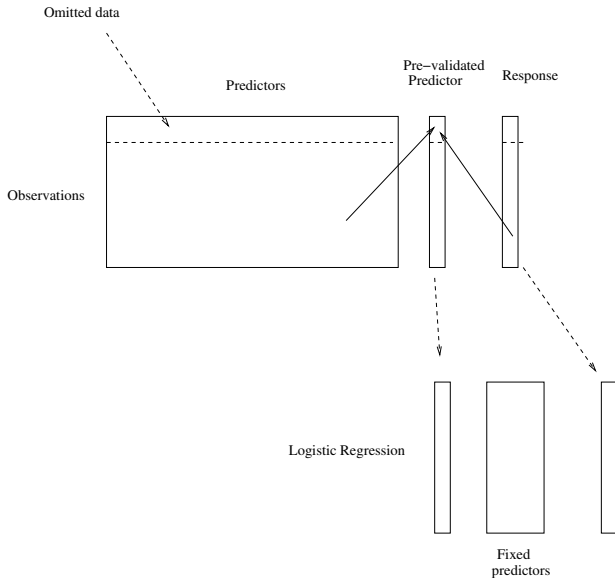 Omitted data
Pre-validated
Predictor
Response
Predictors
Observations
Logistic Regression
Fixed
predictors